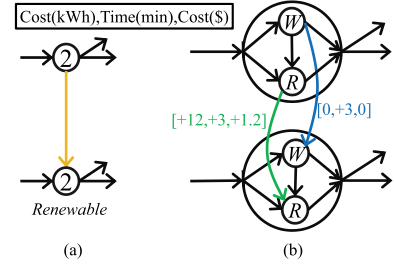 Cost(kWh),Time(min),Cost($)
2
W
R
[+12,+3,+1.2]
[0,+3,0]
2
W
R
Renewable
(a)
(b)